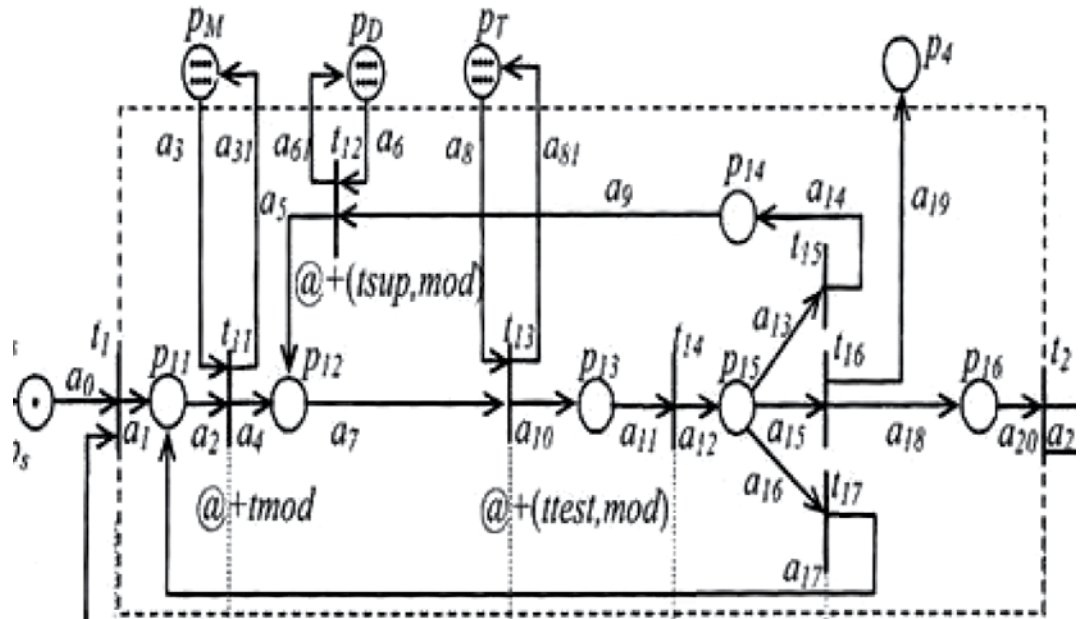 p_M p_D p_T p_4
a_3 a_31 a_61 t_12 a_6 a_8 a_81 p_14 a_14 a_19
a_5 a_9 t_15
@+(tsup,mod) a_13
t_1 p_11 t_11 p_12 t_13 p_13 t_14 p_15 t_16 p_16 t_2
a_0
p_s a_1 a_2 a_4 a_7 a_10 a_11 a_12 a_15 a_18 a_20 a_2
a_16 t_17
@+tmod @+(ttest,mod)
a_17